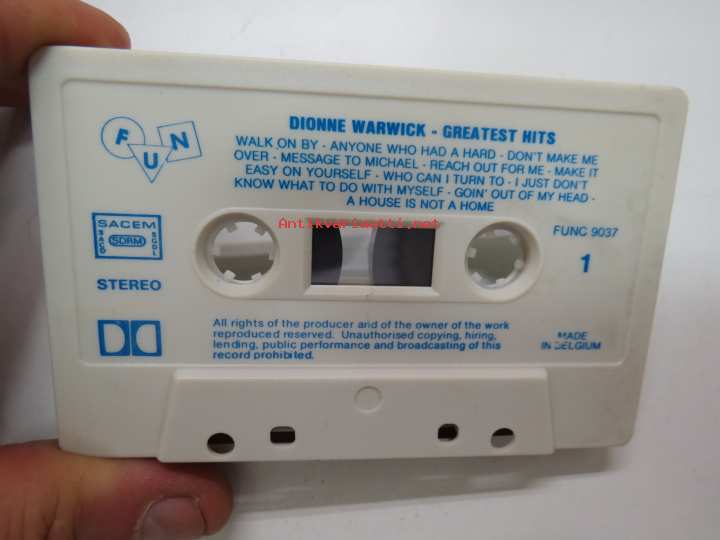 FUN
DIONNE WARWICK - GREATEST HITS
WALK ON BY - ANYONE WHO HAD A HARD - DON'T MAKE ME
OVER - MESSAGE TO MICHAEL - REACH OUT FOR ME - MAKE IT
EASY ON YOURSELF - WHO CAN I TURN TO - I JUST DON'T
KNOW WHAT TO DO WITH MYSELF - GOIN' OUT OF MY HEAD -
A HOUSE IS NOT A HOME
Antikvariaatti.net
SACEM
SDRM
STEREO
FUNC 9037
1
All rights of the producer and of the owner of the work
reproduced reserved. Unauthorised copying, hiring,
lending, public performance and broadcasting of this
record prohibited.
MADE
IN BELGIUM